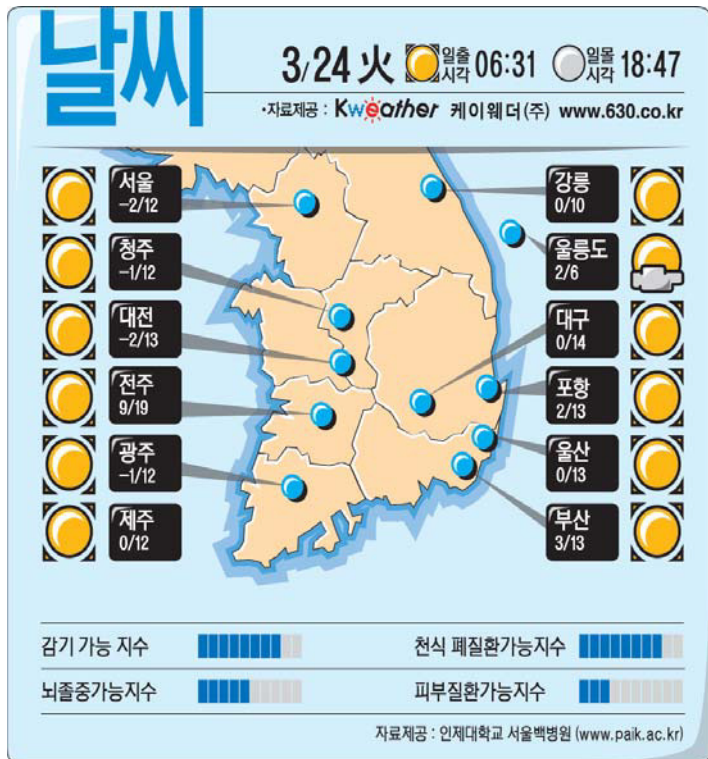 날씨
3/24 火 일출시각 06:31 일몰시각 18:47
·자료제공 : Kweather 케이웨더(주) www.630.co.kr
서울
-2/12
청주
-1/12
대전
-2/13
전주
9/19
광주
-1/12
제주
0/12
강릉
0/10
울릉도
2/6
대구
0/14
포항
2/13
울산
0/13
부산
3/13
감기 가능 지수
천식 폐질환가능지수
뇌졸중가능지수
피부질환가능지수
자료제공 : 인제대학교 서울백병원 (www.paik.ac.kr)